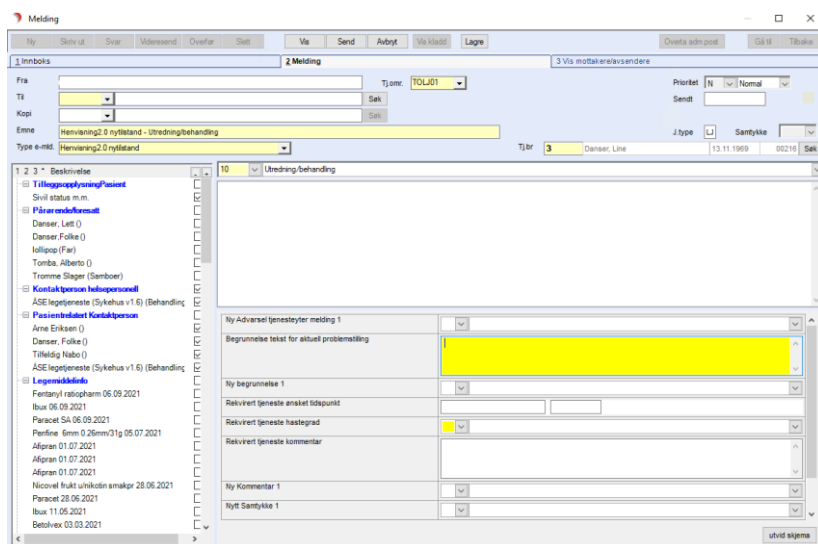 Melding
Ny Skriv ut Svar Videresend Overfør Slett Vis Send Avbryt Vis kladd Lagre Overta adm.post Gå til Tilbake
1 Innboks 2 Melding 3 Vis mottakere/avsendere
Fra Tj.omr. TOLJ01 Prioritet N Normal
Til Søk Sendt
Kopi Søk
Emne Henvisning2.0 nytilstand - Utredning/behandling J.type LJ Samtykke
Type e-mld. Henvisning2.0 nytilstand Tj.br 3 Danser, Line 13.11.1969 00216 Søk
1 2 3 * Beskrivelse 10 Utredning/behandling
TilleggsopplysningPasient
Sivil status m.m.
Pårørende/foresatt
Danser, Lett ()
Danser,Folke ()
lollipop (Far)
Tomba, Alberto ()
Tromme Slager (Samboer)
Kontaktperson helsepersonell
ÅSE legetjeneste (Sykehus v1.6) (Behandling
Pasientrelatert Kontaktperson
Arne Eriksen ()
Danser, Folke ()
Tilfeldig Nabo ()
ÅSE legetjeneste (Sykehus v1.6) (Behandling
Legemiddelinfo
Fentanyl ratiopharm 06.09.2021
Ibux 06.09.2021
Paracet SA 06.09.2021
Penfine 6mm 0.26mm/31g 05.07.2021
Afipran 01.07.2021
Afipran 01.07.2021
Afipran 01.07.2021
Nicovel frukt u/nikotin smakpr 28.06.2021
Paracet 28.06.2021
Ibux 11.05.2021
Betolvex 03.03.2021
Ny Advarsel tjenesteyter melding 1
Begrunnelse tekst for aktuell problemstilling
Ny begrunnelse 1
Rekvirert tjeneste ønsket tidspunkt
Rekvirert tjeneste hastegrad
Rekvirert tjeneste kommentar
Ny Kommentar 1
Nytt Samtykke 1
utvid skjema